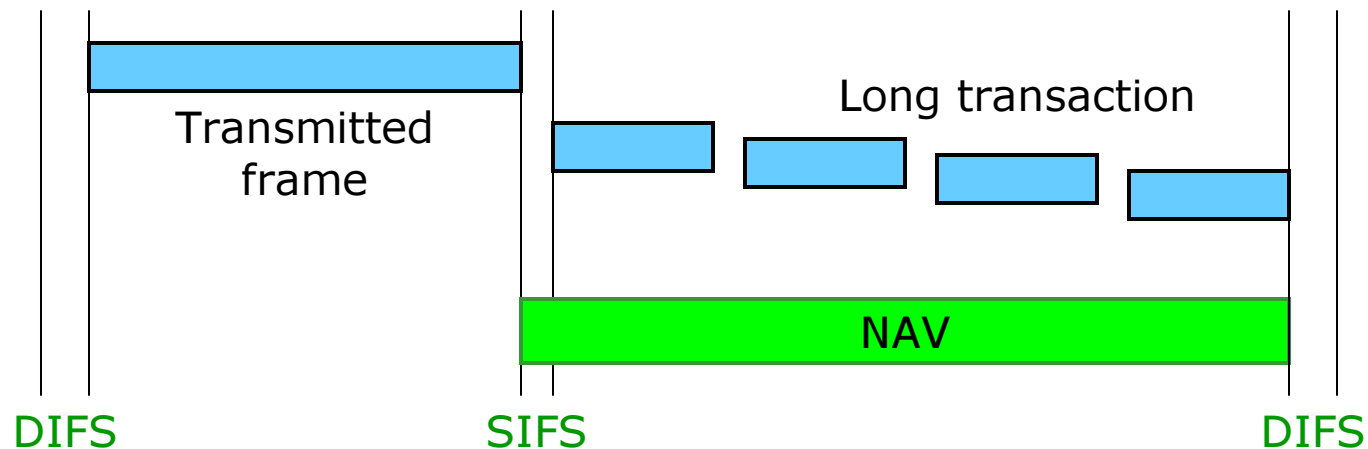 Long transaction
Transmitted
frame
NAV
DIFS
SIFS
DIFS